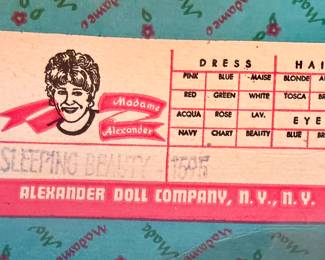 Madame
DRESS HAI
PINK BLUE MAISE BLONDE A
RED GREEN WHITE TOSCA BR
ACQUA ROSE LAV. EYE
NAVY CHART BEAUTY BLUE BR
Madame
Alexander
SLEEPING BEAUTY 1595
ALEXANDER DOLL COMPANY, N. Y., N. Y.
Madame
Madame